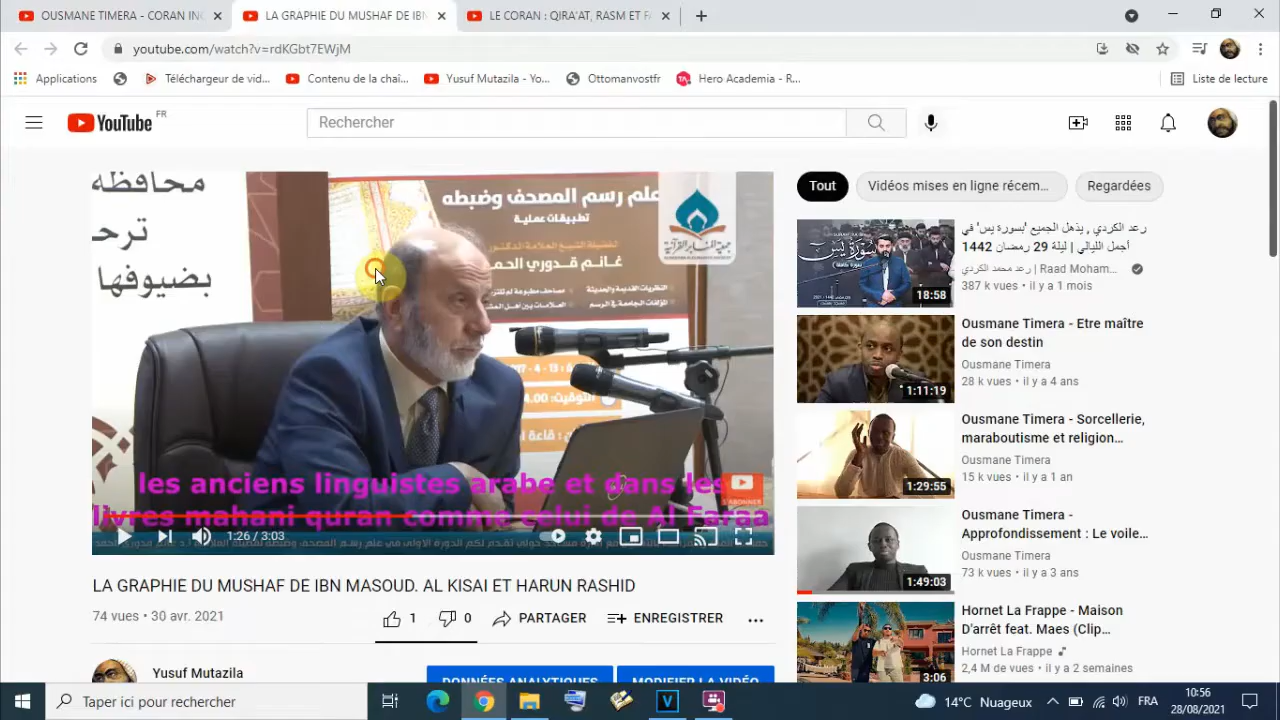 OUSMANE TIMERA - CORAN INC
LA GRAPHIE DU MUSHAF DE IBN
LE CORAN : QIRA'AT, RASM ET F
youtube.com/watch?v=rdKGbt7EWjM
Applications
Téléchargeur de vid...
Contenu de la chaî...
Yusuf Mutazila - Yo...
Ottomanvostfr
Hero Academia - R...
Liste de lecture
YouTube FR
Rechercher
محافظة
ترح
بضيوفها
علم رسم المصحف وضبطه
تطبيقات عملية
غانم قدوري الحم
les anciens linguistes arabe et dans les
livres mahani quran comme celui de Al Faraa
S'ABONNER
1:26 / 3:03
LA GRAPHIE DU MUSHAF DE IBN MASOUD. AL KISAI ET HARUN RASHID
74 vues • 30 avr. 2021
1
0
PARTAGER
ENREGISTRER
Yusuf Mutazila
DONNÉES ANALYTIQUES
MODIFIER LA VIDÉO
Tout
Vidéos mises en ligne récem...
Regardées
رعد الكردي , يذهل الجميع 'بسورة يس' في
أجمل الليالي | ليلة 29 رمضان 1442
رعد محمد الكردي | Raad Moham...
387 k vues • il y a 1 mois
18:58
Ousmane Timera - Etre maître
de son destin
Ousmane Timera
28 k vues • il y a 4 ans
1:11:19
Ousmane Timera - Sorcellerie,
maraboutisme et religion...
Ousmane Timera
15 k vues • il y a 1 an
1:29:55
Ousmane Timera -
Approfondissement : Le voile...
Ousmane Timera
73 k vues • il y a 3 ans
1:49:03
Hornet La Frappe - Maison
D'arrêt feat. Maes (Clip...
Hornet La Frappe
2,4 M de vues • il y a 2 semaines
3:06
Taper ici pour rechercher
14°C Nuageux
FRA
10:56
28/08/2021